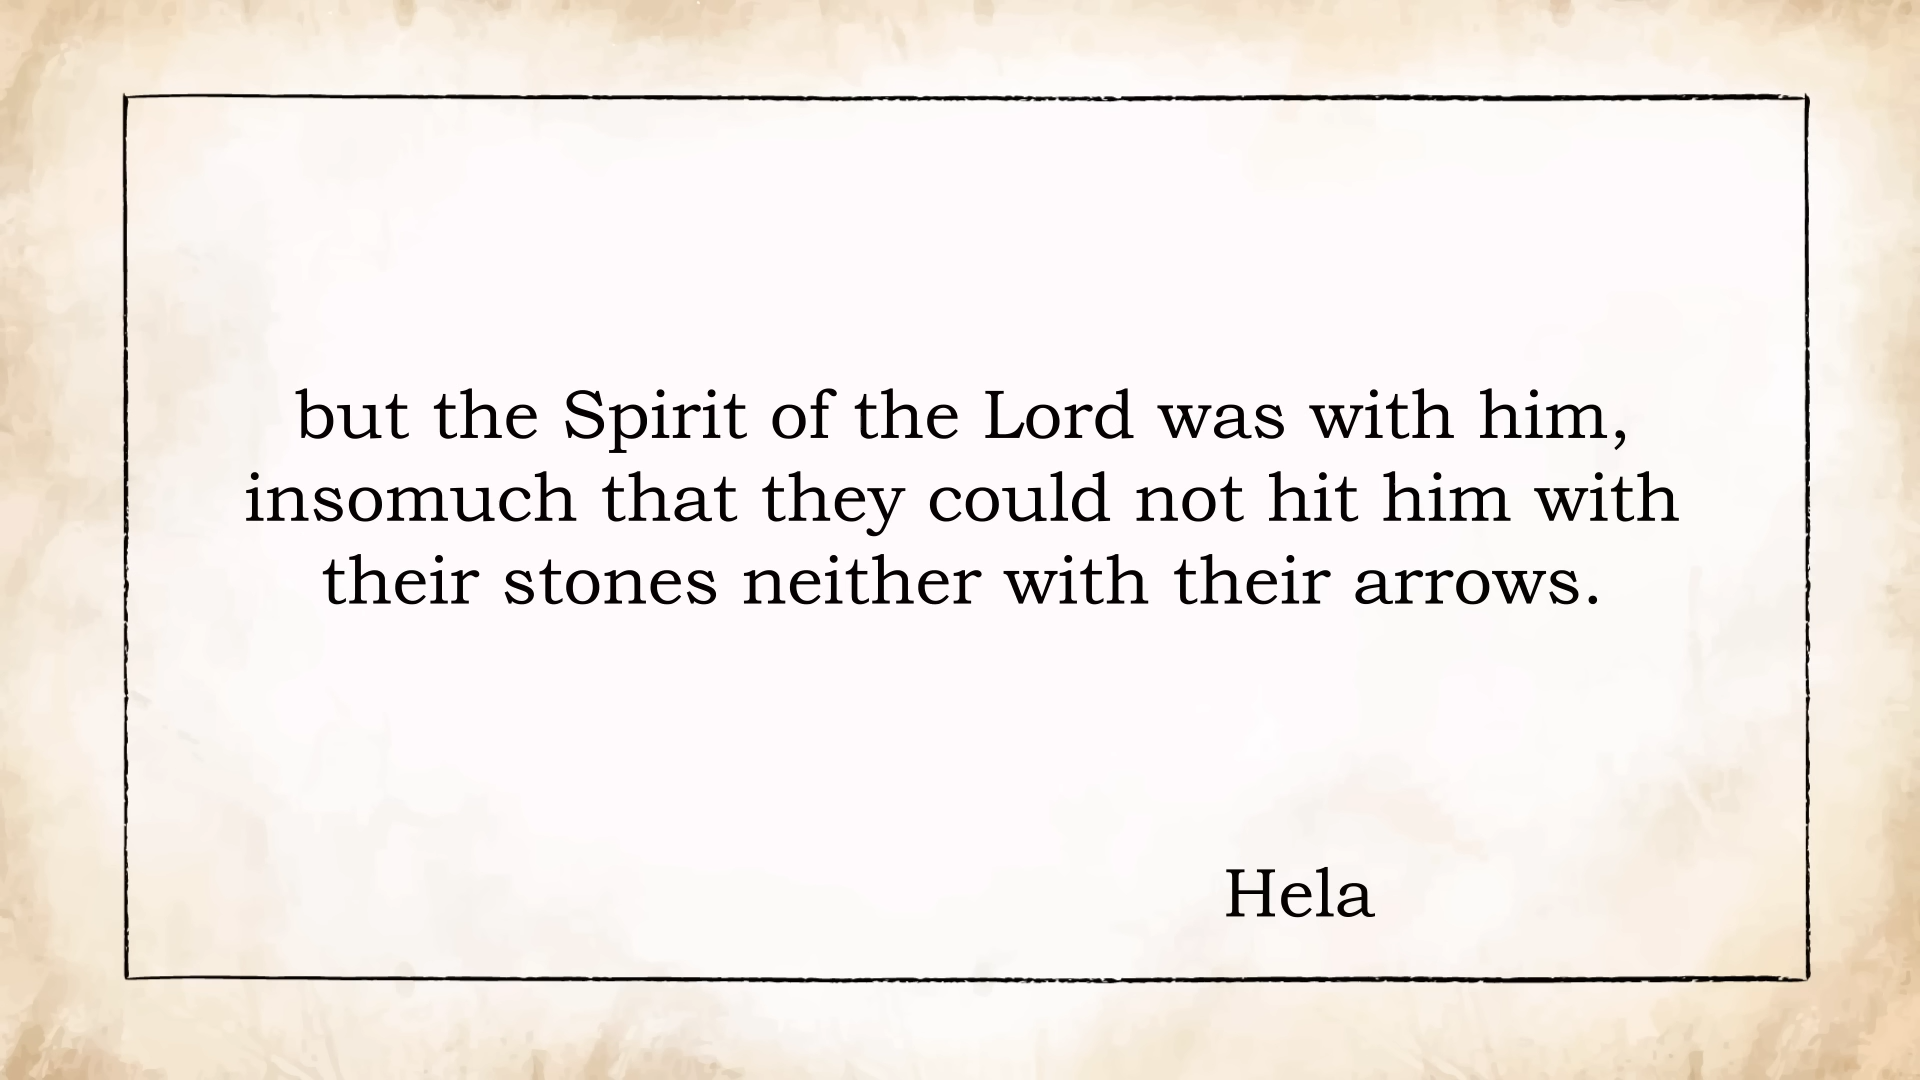 but the Spirit of the Lord was with him,
insomuch that they could not hit him with
their stones neither with their arrows.
Hela